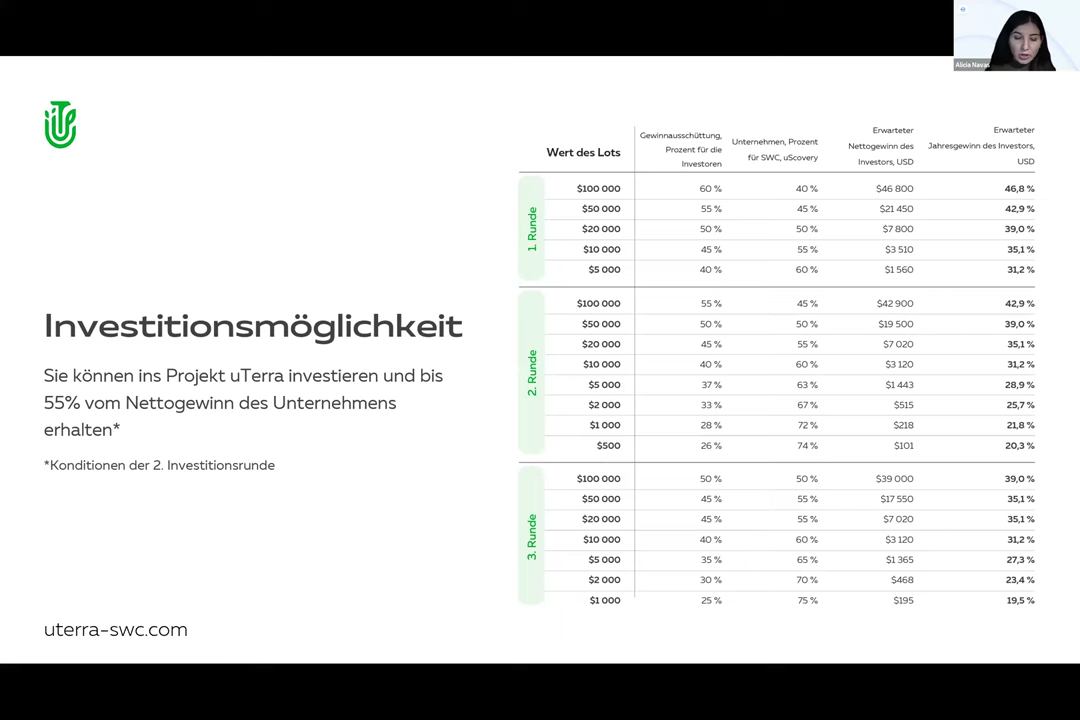 Alicia Navas
Investitionsmöglichkeit
Sie können ins Projekt uTerra investieren und bis
55% vom Nettogewinn des Unternehmens
erhalten*
*Konditionen der 2. Investitionsrunde
uterra-swc.com
Wert des Lots
Gewinnausschüttung,
Prozent für die
Investoren
Unternehmen, Prozent
für SWC, uScovery
Erwarteter
Nettogewinn des
Investors, USD
Erwarteter
Jahresgewinn des Investors,
USD
1. Runde
$100 000 60 % 40 % $46 800 46,8 %
$50 000 55 % 45 % $21 450 42,9 %
$20 000 50 % 50 % $7 800 39,0 %
$10 000 45 % 55 % $3 510 35,1 %
$5 000 40 % 60 % $1 560 31,2 %
2. Runde
$100 000 55 % 45 % $42 900 42,9 %
$50 000 50 % 50 % $19 500 39,0 %
$20 000 45 % 55 % $7 020 35,1 %
$10 000 40 % 60 % $3 120 31,2 %
$5 000 37 % 63 % $1 443 28,9 %
$2 000 33 % 67 % $515 25,7 %
$1 000 28 % 72 % $218 21,8 %
$500 26 % 74 % $101 20,3 %
3. Runde
$100 000 50 % 50 % $39 000 39,0 %
$50 000 45 % 55 % $17 550 35,1 %
$20 000 45 % 55 % $7 020 35,1 %
$10 000 40 % 60 % $3 120 31,2 %
$5 000 35 % 65 % $1 365 27,3 %
$2 000 30 % 70 % $468 23,4 %
$1 000 25 % 75 % $195 19,5 %